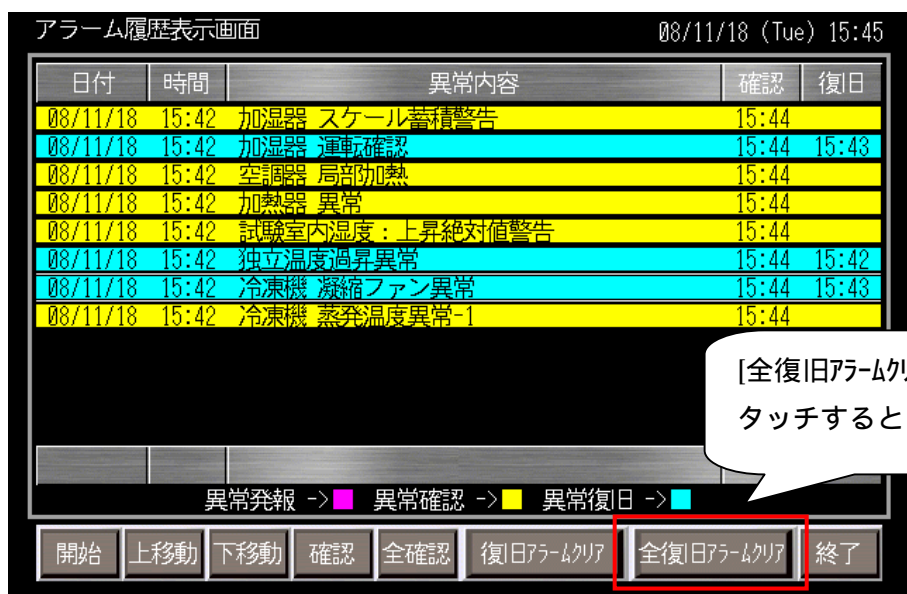 アラーム履歴表示画面 08/11/18 (Tue) 15:45
日付 時間 異常内容 確認 復旧
08/11/18 15:42 加湿器 スケール蓄積警告 15:44
08/11/18 15:42 加湿器 運転確認 15:44 15:43
08/11/18 15:42 空調器 局部加熱 15:44
08/11/18 15:42 加熱器 異常 15:44
08/11/18 15:42 試験室内湿度：上昇絶対値警告 15:44
08/11/18 15:42 独立温度過昇異常 15:44 15:42
08/11/18 15:42 冷凍機 凝縮ファン異常 15:44 15:43
08/11/18 15:42 冷凍機 蒸発温度異常-1 15:44
[全復旧ｱﾗｰﾑｸﾘ
タッチすると
異常発報 -> 異常確認 -> 異常復旧 ->
開始 上移動 下移動 確認 全確認 復旧ｱﾗｰﾑｸﾘｱ 全復旧ｱﾗｰﾑｸﾘｱ 終了